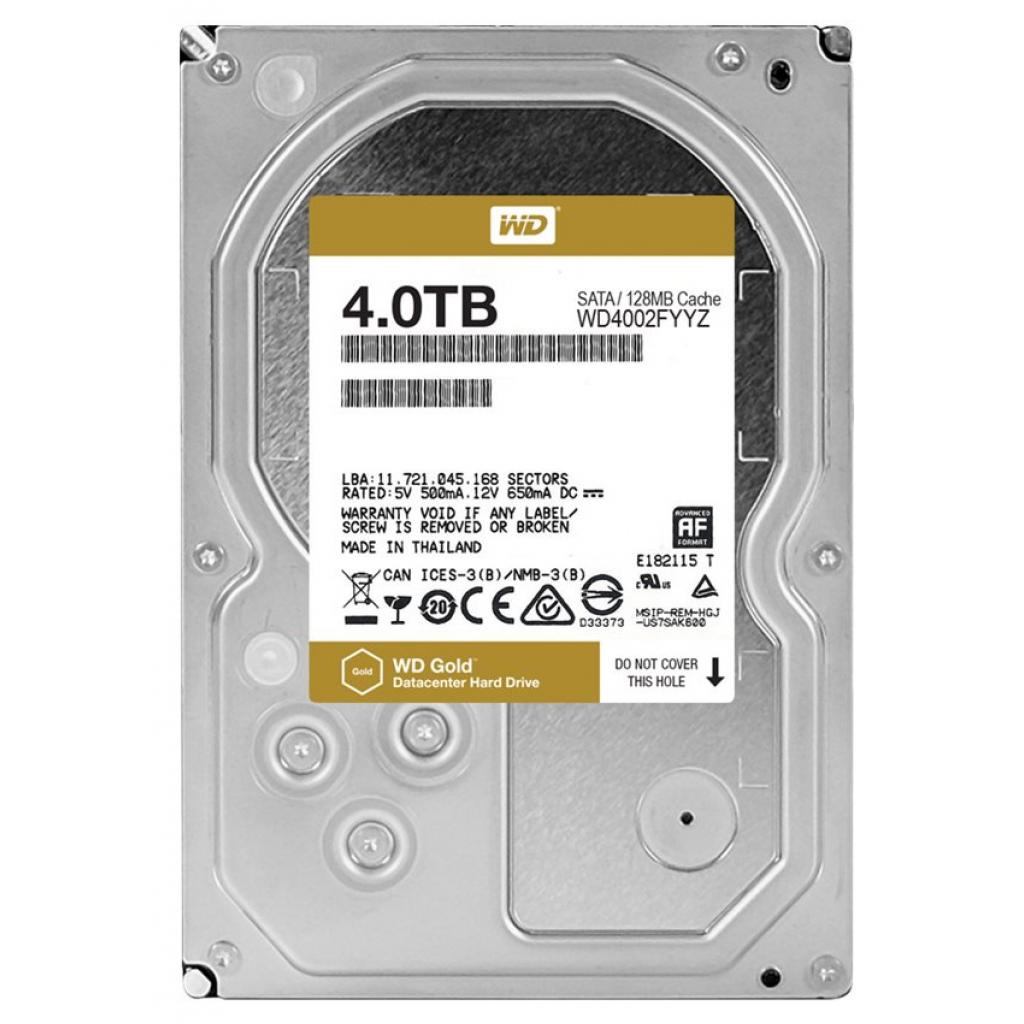 WD
4.0TB
SATA / 128MB Cache
WD4002FYYZ
LBA:11.721.045.168 SECTORS
RATED:5V 500mA.12V 650mA DC
WARRANTY VOID IF ANY LABEL/
SCREW IS REMOVED OR BROKEN
MADE IN THAILAND
ADVANCED
AF
FORMAT
E182115 T
CAN ICES-3(B)/NMB-3(B)
20
CE
D33373
c RU us
MSIP-REM-HGJ
-US7SAK600
Gold
WD Gold™
Datacenter Hard Drive
DO NOT COVER
THIS HOLE